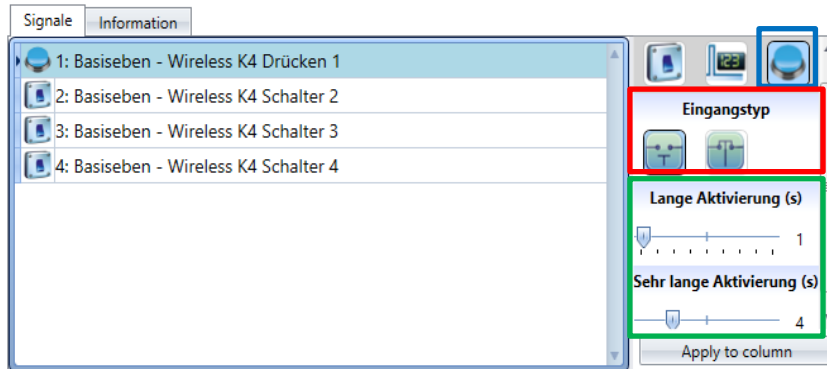 Signale
Information
1: Basiseben - Wireless K4 Drücken 1
2: Basiseben - Wireless K4 Schalter 2
3: Basiseben - Wireless K4 Schalter 3
4: Basiseben - Wireless K4 Schalter 4
123
Eingangstyp
Lange Aktivierung (s)
1
Sehr lange Aktivierung (s)
4
Apply to column